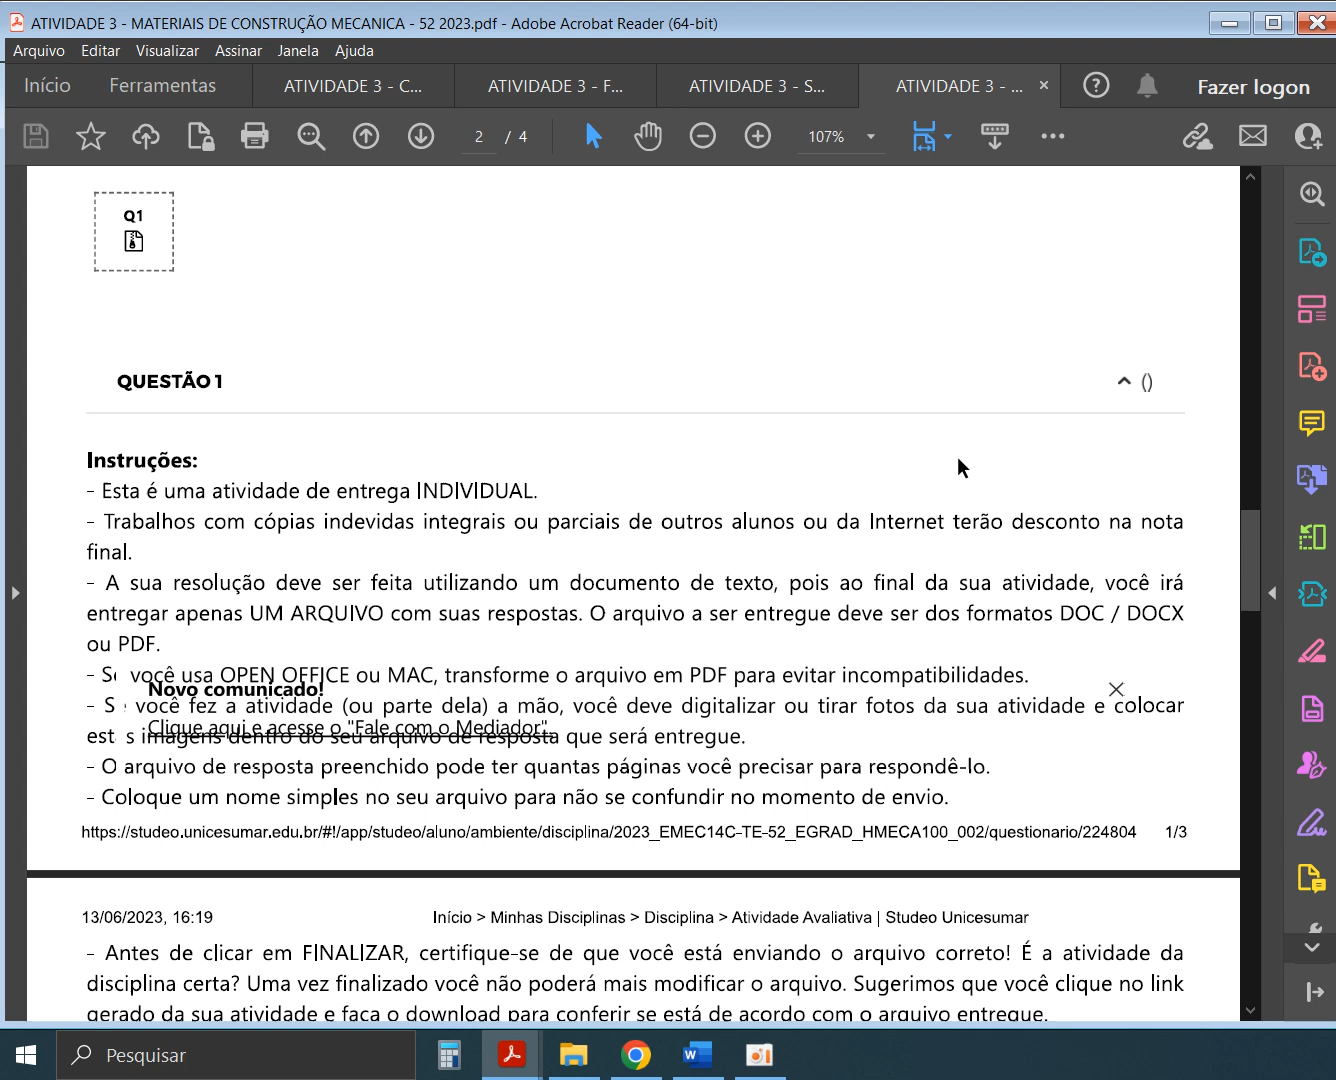 ATIVIDADE 3 - MATERIAIS DE CONSTRUÇÃO MECANICA - 52 2023.pdf - Adobe Acrobat Reader (64-bit)
Arquivo Editar Visualizar Assinar Janela Ajuda
Início Ferramentas ATIVIDADE 3 - C... ATIVIDADE 3 - F... ATIVIDADE 3 - S... ATIVIDADE 3 - ... Fazer logon
2 / 4 107%
Q1
QUESTÃO 1 ()
Instruções:
- Esta é uma atividade de entrega INDIVIDUAL.
- Trabalhos com cópias indevidas integrais ou parciais de outros alunos ou da Internet terão desconto na nota
final.
- A sua resolução deve ser feita utilizando um documento de texto, pois ao final da sua atividade, você irá
entregar apenas UM ARQUIVO com suas respostas. O arquivo a ser entregue deve ser dos formatos DOC / DOCX
ou PDF.
- Se você usa OPEN OFFICE ou MAC, transforme o arquivo em PDF para evitar incompatibilidades.
Novo comunicado!
- Se você fez a atividade (ou parte dela) a mão, você deve digitalizar ou tirar fotos da sua atividade e colocar
Clique aqui e acesse o "Fale com o Mediador".
estas imagens dentro do seu arquivo de resposta que será entregue.
- O arquivo de resposta preenchido pode ter quantas páginas você precisar para respondê-lo.
- Coloque um nome simples no seu arquivo para não se confundir no momento de envio.
https://studeo.unicesumar.edu.br/#!/app/studeo/aluno/ambiente/disciplina/2023_EMEC14C-TE-52_EGRAD_HMECA100_002/questionario/224804 1/3
13/06/2023, 16:19 Início > Minhas Disciplinas > Disciplina > Atividade Avaliativa | Studeo Unicesumar
- Antes de clicar em FINALIZAR, certifique-se de que você está enviando o arquivo correto! É a atividade da
disciplina certa? Uma vez finalizado você não poderá mais modificar o arquivo. Sugerimos que você clique no link
gerado da sua atividade e faça o download para conferir se está de acordo com o arquivo entregue.
Pesquisar